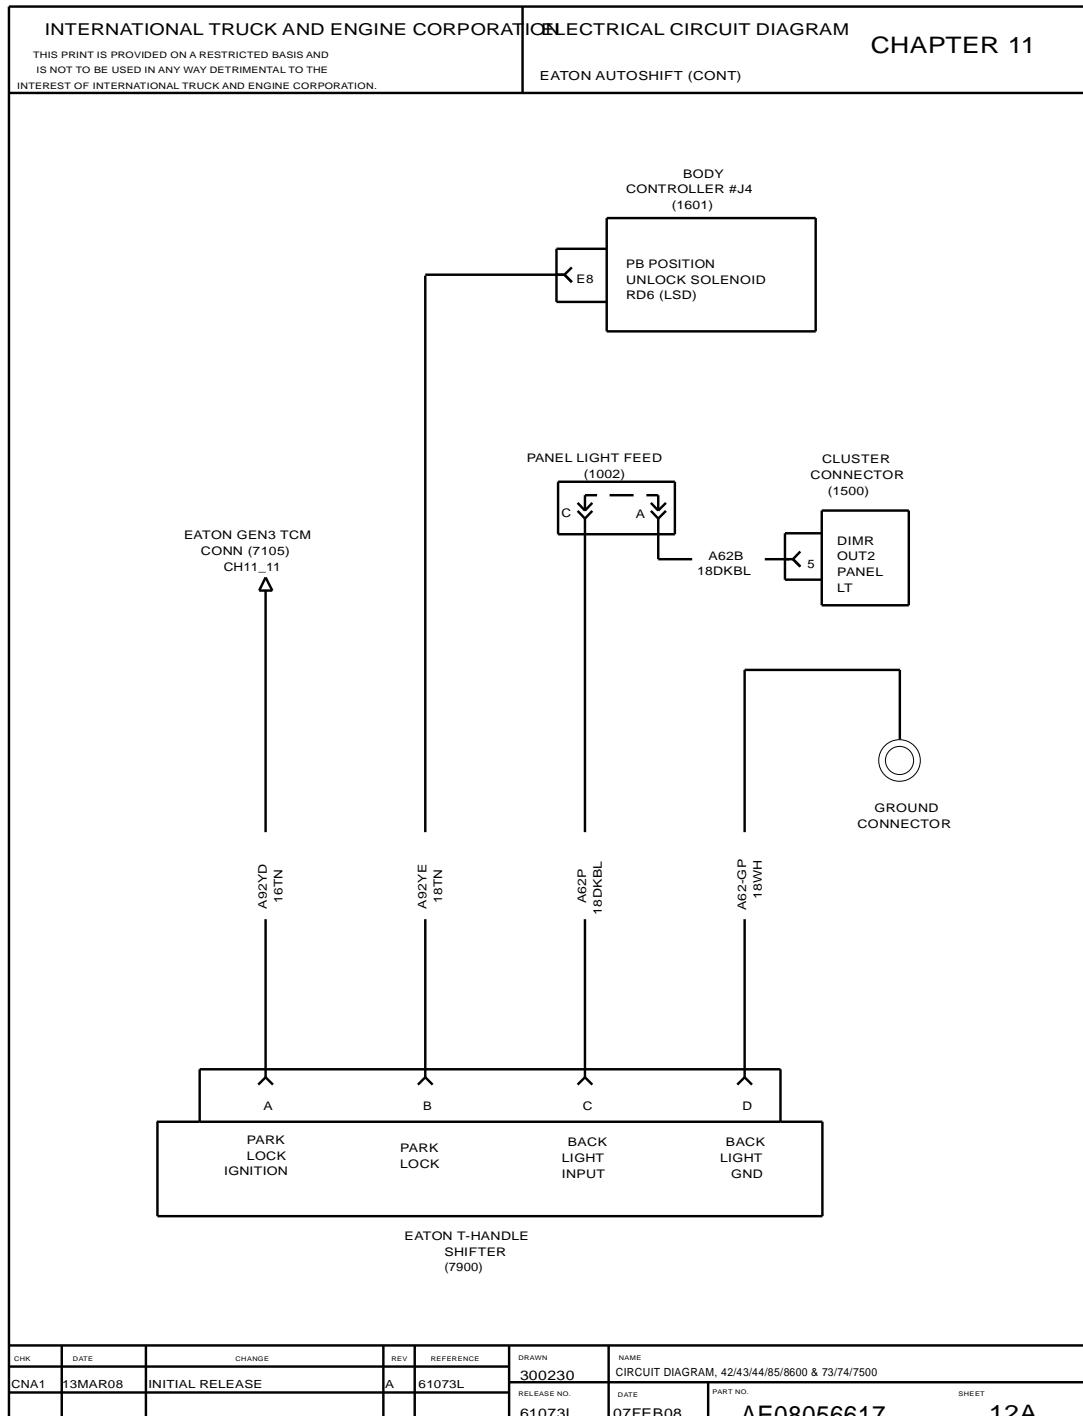 INTERNATIONAL TRUCK AND ENGINE CORPORATION
THIS PRINT IS PROVIDED ON A RESTRICTED BASIS AND
IS NOT TO BE USED IN ANY WAY DETRIMENTAL TO THE
INTEREST OF INTERNATIONAL TRUCK AND ENGINE CORPORATION.
ELECTRICAL CIRCUIT DIAGRAM
EATON AUTOSHIFT (CONT)
CHAPTER 11
BODY
CONTROLLER #J4
(1601)
E8
PB POSITION
UNLOCK SOLENOID
RD6 (LSD)
PANEL LIGHT FEED
(1002)
C
A
A62B
18DKBL
CLUSTER
CONNECTOR
(1500)
5
DIMR
OUT2
PANEL
LT
EATON GEN3 TCM
CONN (7105)
CH11_11
GROUND
CONNECTOR
A92YD
16TN
A92YE
18TN
A62P
18DKBL
A62-GP
18WH
A
B
C
D
PARK
LOCK
IGNITION
PARK
LOCK
BACK
LIGHT
INPUT
BACK
LIGHT
GND
EATON T-HANDLE
SHIFTER
(7900)
CHK
DATE
CHANGE
REV
REFERENCE
CNA1
13MAR08
INITIAL RELEASE
A
61073L
DRAWN
300230
NAME
CIRCUIT DIAGRAM, 42/43/44/85/8600 & 73/74/7500
RELEASE NO.
61073L
DATE
07FEB08
PART NO.
AE08056617
SHEET
12A